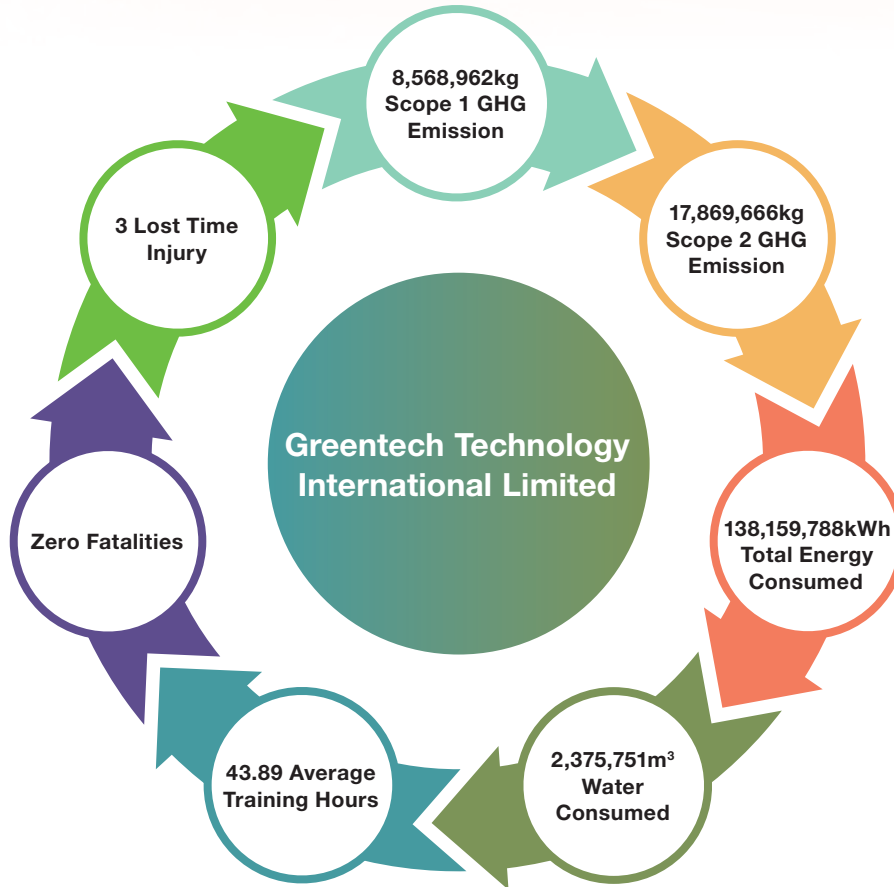 8,568,962kg
Scope 1 GHG
Emission
17,869,666kg
Scope 2 GHG
Emission
138,159,788kWh
Total Energy
Consumed
2,375,751m³
Water
Consumed
43.89 Average
Training Hours
Zero Fatalities
3 Lost Time
Injury
Greentech Technology
International Limited